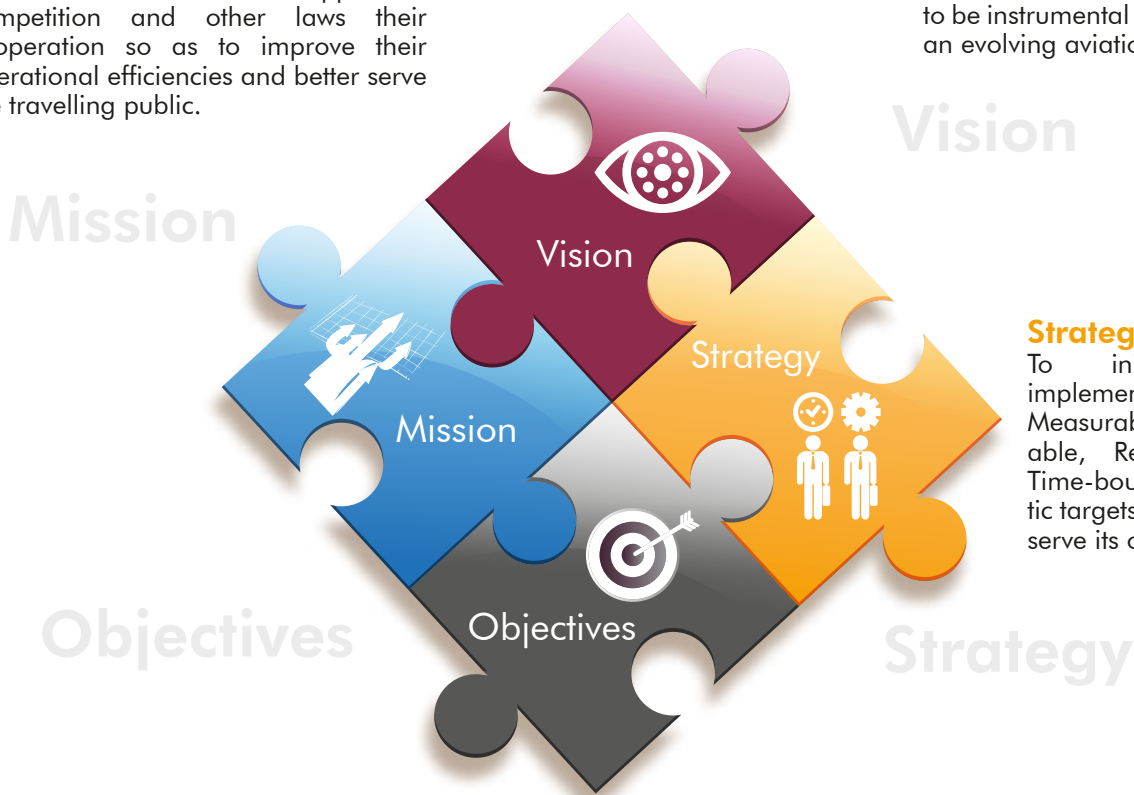 mpetition and other laws their
operation so as to improve their
erational efficiencies and better serve
e travelling public.
to be instrumental
an evolving aviatio
Vision
Mission
Vision
Strategy
Mission
Objectives
Strateg
To in
implemen
Measurab
able, Re
Time-bou
tic targets
serve its o
Objectives
Strategy